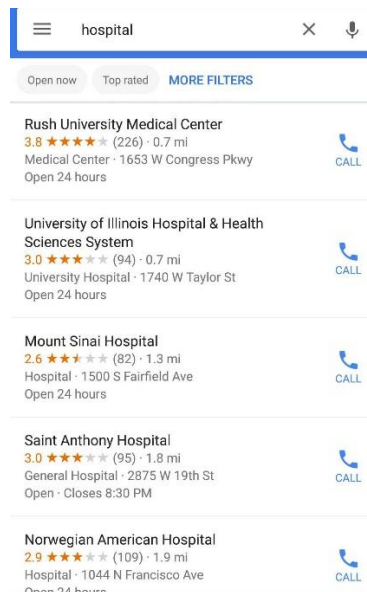 hospital
Open now Top rated MORE FILTERS
Rush University Medical Center
3.8 ★★★★★ (226) · 0.7 mi
Medical Center · 1653 W Congress Pkwy
Open 24 hours
CALL
University of Illinois Hospital & Health
Sciences System
3.0 ★★★★★ (94) · 0.7 mi
University Hospital · 1740 W Taylor St
Open 24 hours
CALL
Mount Sinai Hospital
2.6 ★★★★★ (82) · 1.3 mi
Hospital · 1500 S Fairfield Ave
Open 24 hours
CALL
Saint Anthony Hospital
3.0 ★★★★★ (95) · 1.8 mi
General Hospital · 2875 W 19th St
Open · Closes 8:30 PM
CALL
Norwegian American Hospital
2.9 ★★★★★ (109) · 1.9 mi
Hospital · 1044 N Francisco Ave
Open 24 hours
CALL